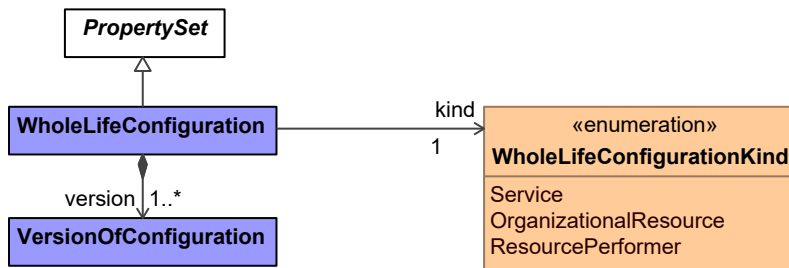 PropertySet
WholeLifeConfiguration
kind
1
version 1..*
VersionOfConfiguration
«enumeration»
WholeLifeConfigurationKind
Service
OrganizationalResource
ResourcePerformer